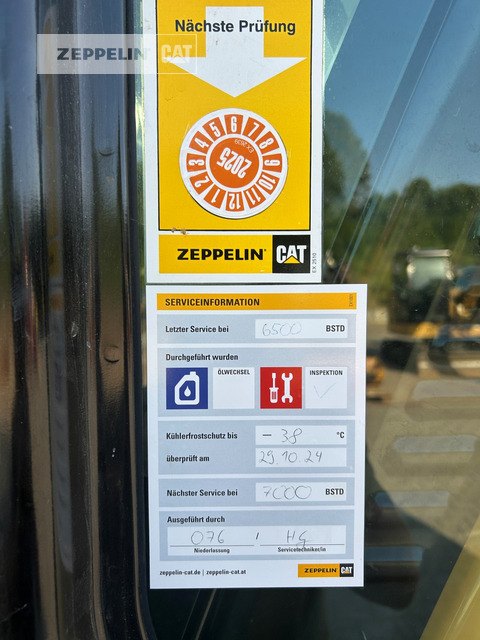 Nächste Prüfung
ZEPPELIN CAT
1 2 3 4 5 6 7 8 9 10 11 12
2025
ZEPPELIN CAT
EK 2510
SERVICEINFORMATION
Letzter Service bei 6500 BSTD
Durchgeführt wurden
ÖLWECHSEL
INSPEKTION
✓
Kühlerfrostschutz bis - 38 °C
überprüft am 29.10.24
Nächster Service bei 7000 BSTD
Ausgeführt durch
076 / HG
Niederlassung Servicetechniker/in
zeppelin-cat.de | zeppelin-cat.at
ZEPPELIN CAT